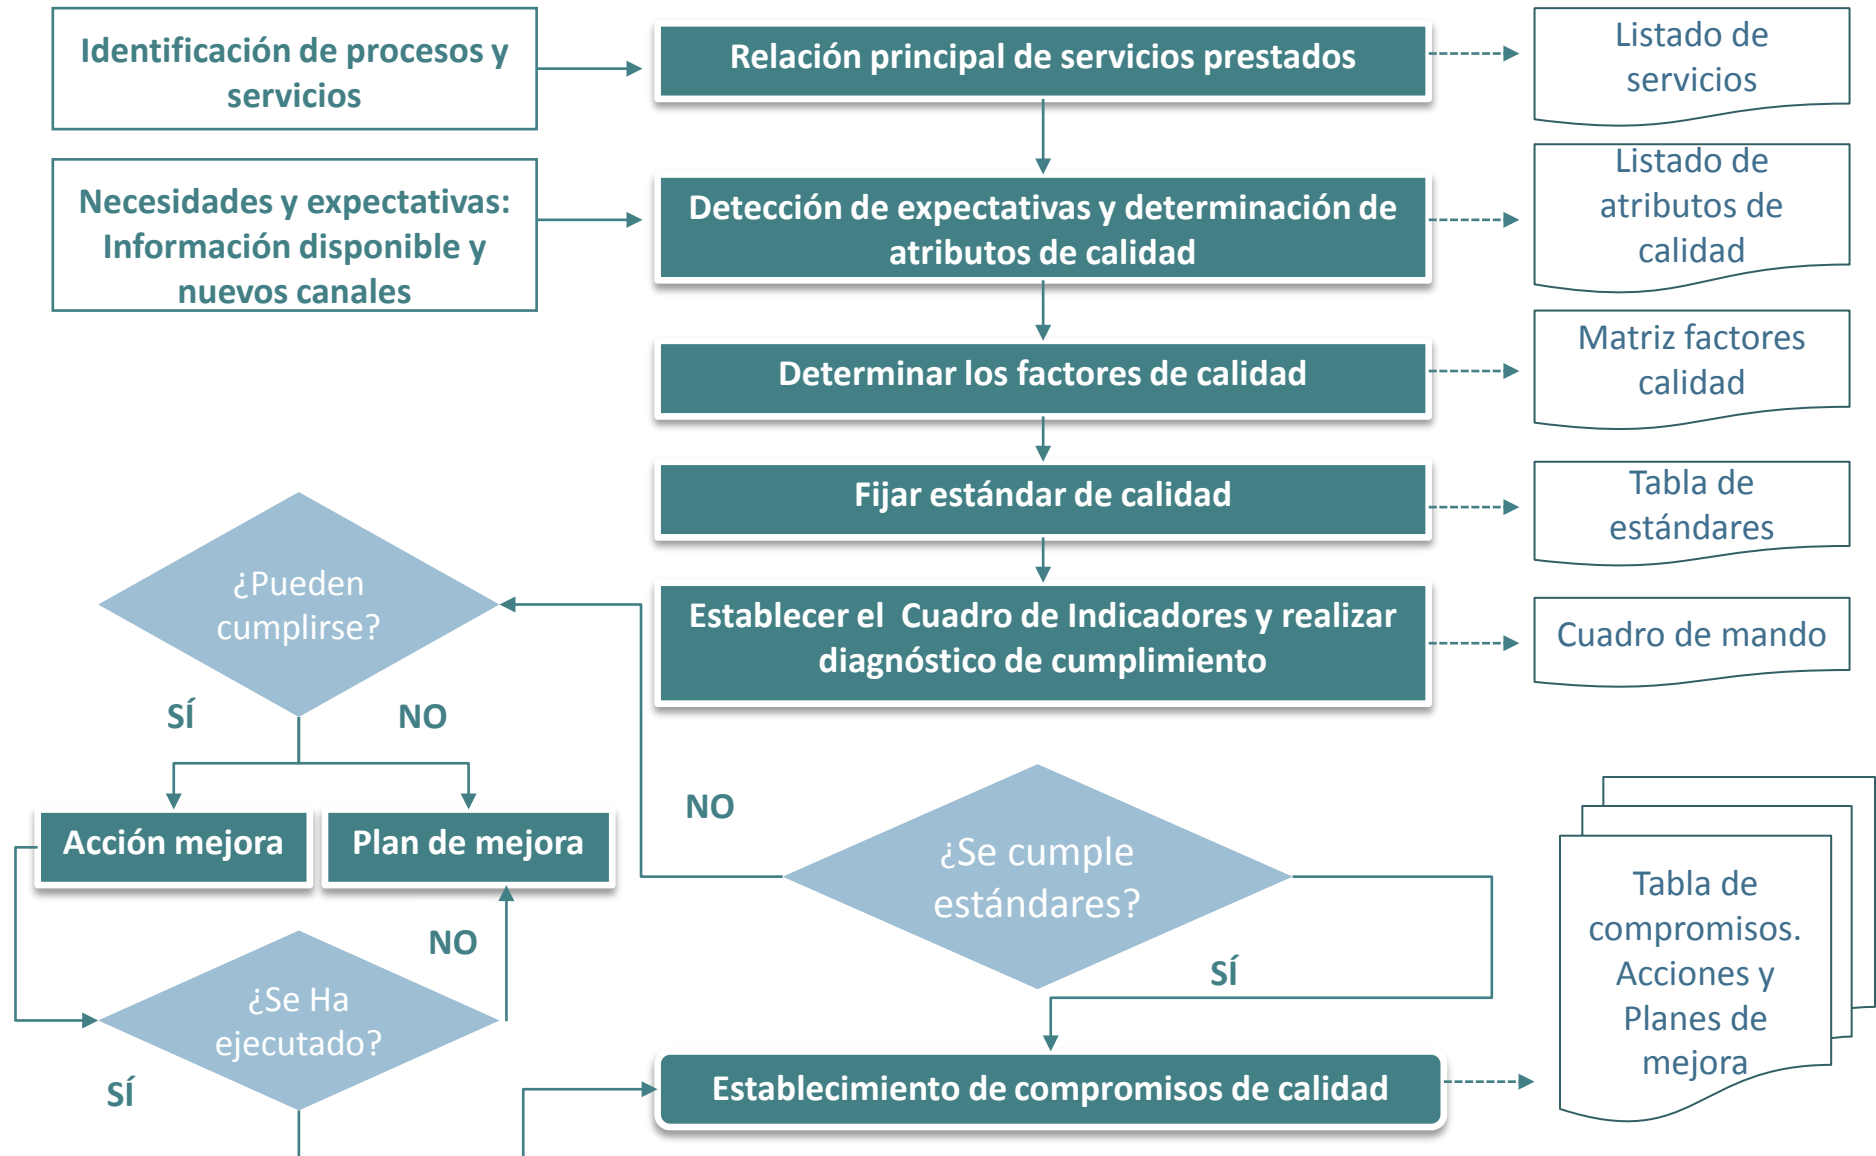 Identificación de procesos y
servicios
Relación principal de servicios prestados
Listado de
servicios
Necesidades y expectativas:
Información disponible y
nuevos canales
Detección de expectativas y determinación de
atributos de calidad
Listado de
atributos de
calidad
Determinar los factores de calidad
Matriz factores
calidad
Fijar estándar de calidad
Tabla de
estándares
Establecer el Cuadro de Indicadores y realizar
diagnóstico de cumplimiento
Cuadro de mando
¿Pueden
cumplirse?
SÍ
NO
Acción mejora
Plan de mejora
NO
¿Se cumple
estándares?
SÍ
NO
¿Se Ha
ejecutado?
SÍ
Establecimiento de compromisos de calidad
Tabla de
compromisos.
Acciones y
Planes de
mejora